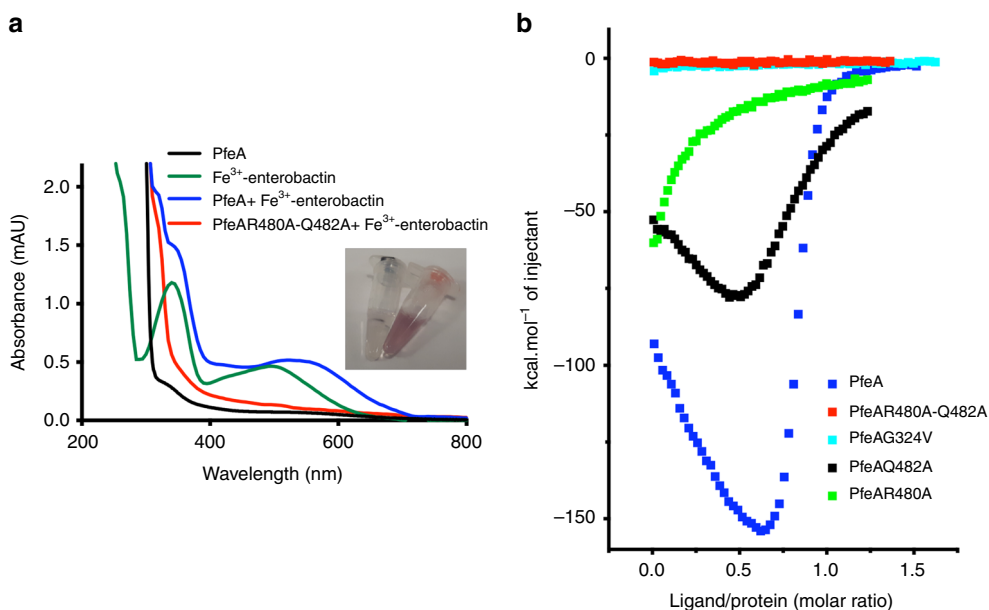 a
Absorbance (mAU)
2.0
1.5
1.0
0.5
0.0
200
400
600
800
Wavelength (nm)
PfeA
Fe³⁺-enterobactin
PfeA+ Fe³⁺-enterobactin
PfeAR480A-Q482A+ Fe³⁺-enterobactin
b
kcal.mol⁻¹ of injectant
0
−50
−100
−150
0.0
0.5
1.0
1.5
Ligand/protein (molar ratio)
PfeA
PfeAR480A-Q482A
PfeAG324V
PfeAQ482A
PfeAR480A